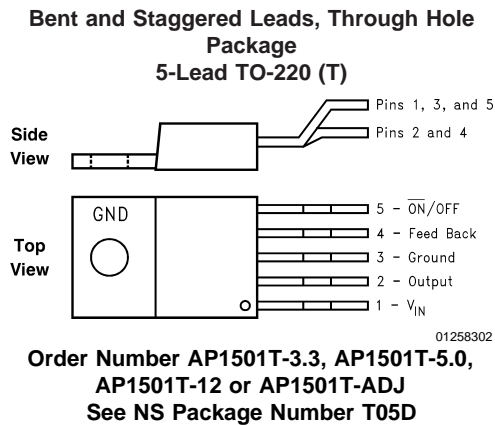 Bent and Staggered Leads, Through Hole
Package
5-Lead TO-220 (T)
Side
View
Pins 1, 3, and 5
Pins 2 and 4
Top
View
GND
5 - O̅N̅/OFF
4 - Feed Back
3 - Ground
2 - Output
1 - VIN
01258302
Order Number AP1501T-3.3, AP1501T-5.0,
AP1501T-12 or AP1501T-ADJ
See NS Package Number T05D